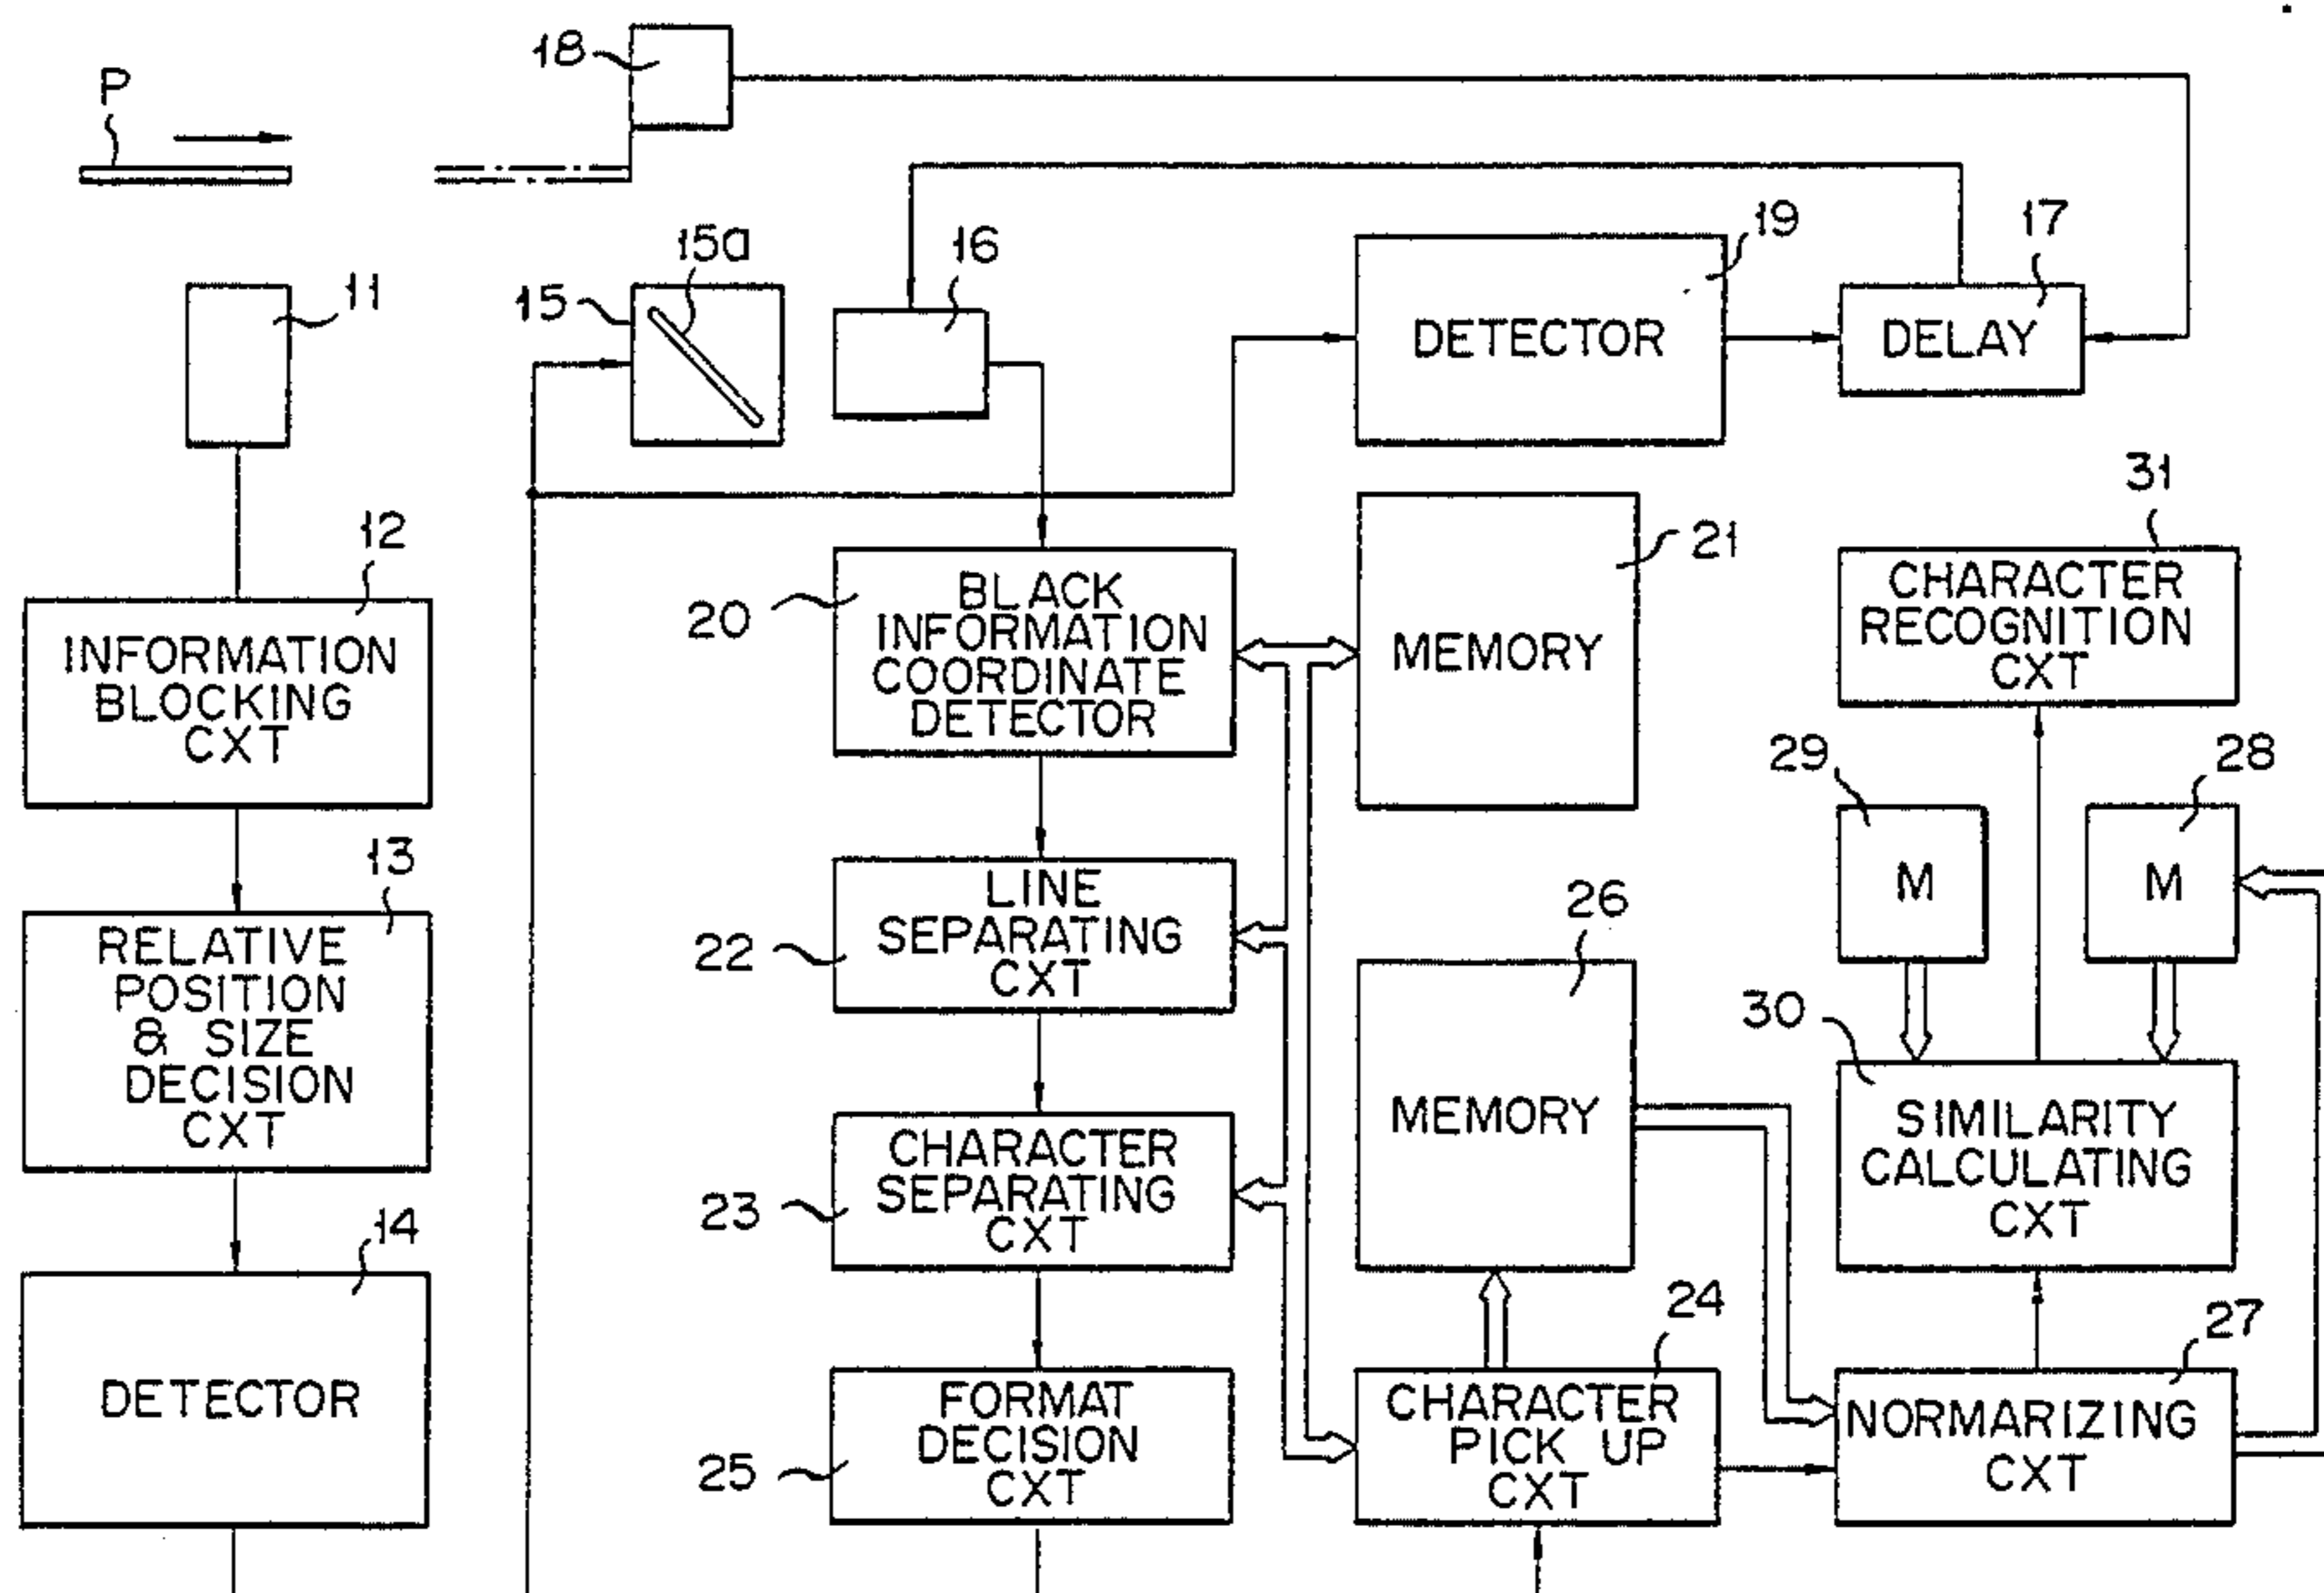 18
P
19
17
15a
16
15
11
DETECTOR
DELAY
31
12
21
BLACK
INFORMATION
COORDINATE
DETECTOR
20
CHARACTER
RECOGNITION
CXT
INFORMATION
BLOCKING
CXT
MEMORY
29
28
13
LINE
SEPARATING
CXT
22
M
M
26
RELATIVE
POSITION
& SIZE
DECISION
CXT
30
MEMORY
CHARACTER
SEPARATING
CXT
23
SIMILARITY
CALCULATING
CXT
14
24
27
DETECTOR
FORMAT
DECISION
CXT
25
CHARACTER
PICK UP
CXT
NORMARIZING
CXT